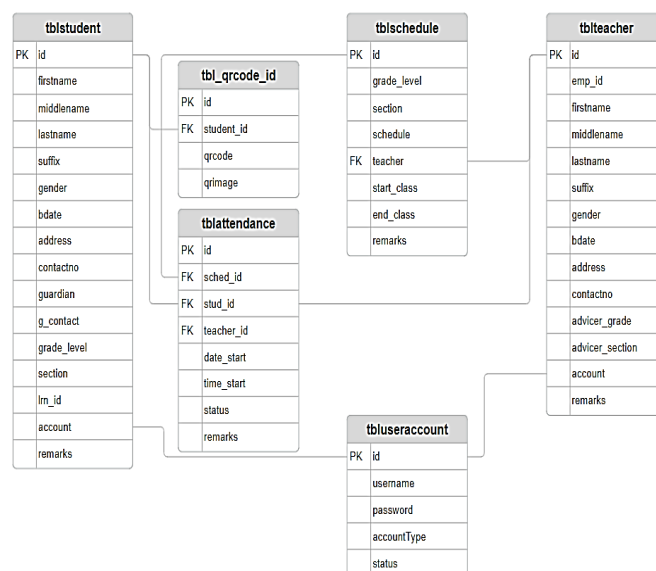 tblstudent
PK id
firstname
middlename
lastname
suffix
gender
bdate
address
contactno
guardian
g_contact
grade_level
section
lrn_id
account
remarks
tbl_qrcode_id
PK id
FK student_id
qrcode
qrimage
tblattendance
PK id
FK sched_id
FK stud_id
FK teacher_id
date_start
time_start
status
remarks
tblschedule
PK id
grade_level
section
schedule
FK teacher
start_class
end_class
remarks
tbluseraccount
PK id
username
password
accountType
status
tblteacher
PK id
emp_id
firstname
middlename
lastname
suffix
gender
bdate
address
contactno
advicer_grade
advicer_section
account
remarks